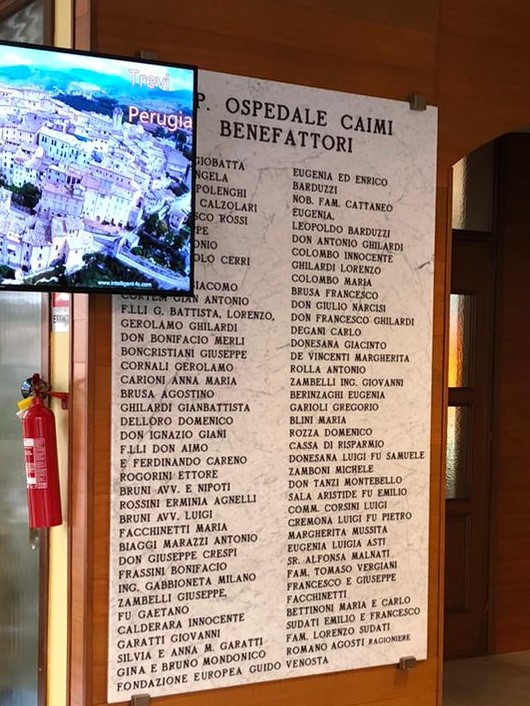 Trevi
Perugia
www.intelligent-tv.com
P. OSPEDALE CAIMI
BENEFATTORI
GIOBATTA
NGELA
POLENGHI
CALZOLARI
SCO ROSSI
PE
ONIO
OLO CERRI
GIACOMO
CORTESI GIAN ANTONIO
F.LLI G. BATTISTA, LORENZO,
GEROLAMO GHILARDI
DON BONIFACIO MERLI
BONCRISTIANI GIUSEPPE
CORNALI GEROLAMO
CARIONI ANNA MARIA
BRUSA AGOSTINO
GHILARDI GIANBATTISTA
DELLORO DOMENICO
DON IGNAZIO GIANI
F.LLI DON AIMO
E FERDINANDO CARENO
ROGORINI ETTORE
BRUNI AVV. E NIPOTI
ROSSINI ERMINIA AGNELLI
BRUNI AVV. LUIGI
FACCHINETTI MARIA
BIAGGI MARAZZI ANTONIO
DON GIUSEPPE CRESPI
FRASSINI BONIFACIO
ING. GABBIONETA MILANO
ZAMBELLI GIUSEPPE,
FU GAETANO
CALDERARA INNOCENTE
GARATTI GIOVANNI
SILVIA E ANNA M. GARATTI
GINA E BRUNO MONDONICO
FONDAZIONE EUROPEA GUIDO VENOSTA
EUGENIA ED ENRICO
BARDUZZI
NOB. FAM. CATTANEO
EUGENIA,
LEOPOLDO BARDUZZI
DON ANTONIO GHILARDI
COLOMBO INNOCENTE
GHILARDI LORENZO
COLOMBO MARIA
BRUSA FRANCESCO
DON GIULIO NARCISI
DON FRANCESCO GHILARDI
DEGANI CARLO
DONESANA GIACINTO
DE VINCENTI MARGHERITA
ROLLA ANTONIO
ZAMBELLI ING. GIOVANNI
BERINZAGHI EUGENIA
GARIOLI GREGORIO
BLINI MARIA
ROZZA DOMENICO
CASSA DI RISPARMIO
DONESANA LUIGI FU SAMUELE
ZAMBONI MICHELE
DON TANZI MONTEBELLO
SALA ARISTIDE FU EMILIO
COMM. CORSINI LUIGI
CREMONA LUIGI FU PIETRO
MARGHERITA MUSSITA
EUGENIA LUIGIA ASTI
SR. ALFONSA MALNATI
FAM. TOMASO VERGIANI
FRANCESCO E GIUSEPPE
FACCHINETTI
BETTINONI MARIA E CARLO
SUDATI EMILIO E FRANCESCO
FAM. LORENZO SUDATI
ROMANO AGOSTI RAGIONIERE